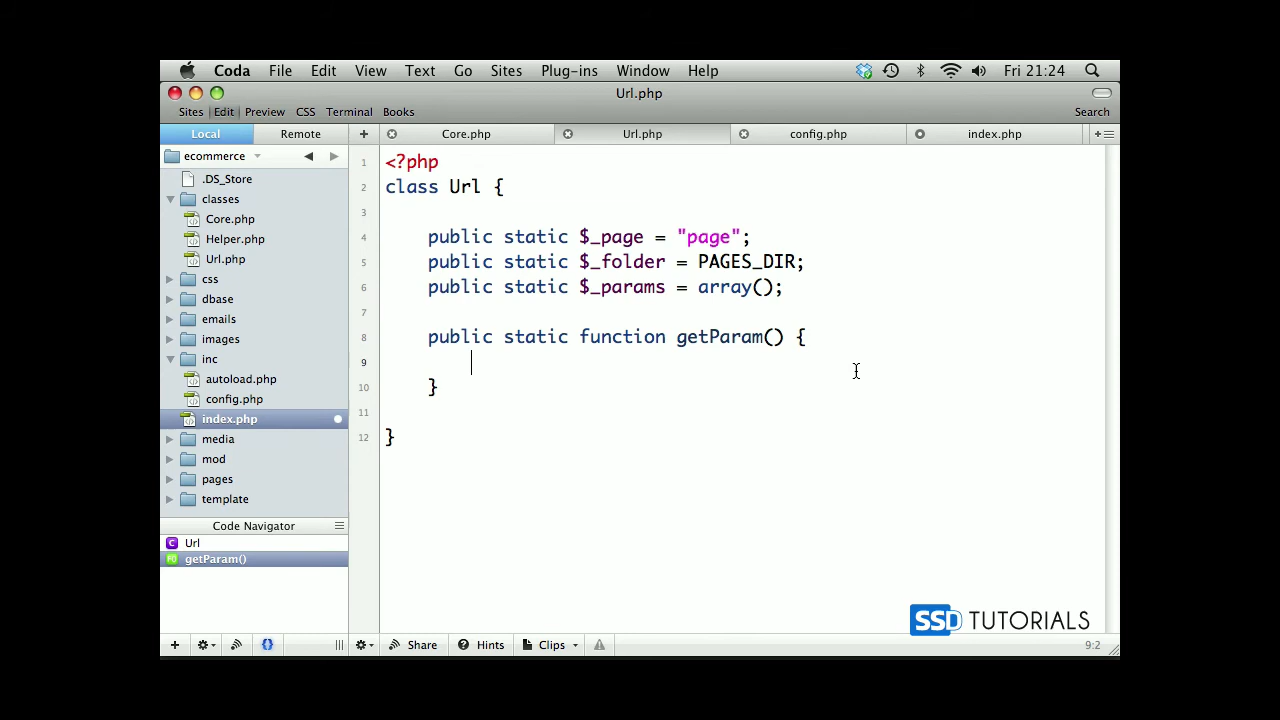 Coda File Edit View Text Go Sites Plug-ins Window Help Fri 21:24
Url.php
Sites Edit Preview CSS Terminal Books Search
Local Remote + Core.php Url.php config.php index.php +
ecommerce
.DS_Store
classes
Core.php
Helper.php
Url.php
css
dbase
emails
images
inc
autoload.php
config.php
index.php
media
mod
pages
template
Code Navigator
C Url
FU getParam()
1 <?php
2 class Url {
3
4 public static $_page = "page";
5 public static $_folder = PAGES_DIR;
6 public static $_params = array();
7
8 public static function getParam() {
9
10 }
11
12 }
SSD TUTORIALS
+ Share Hints Clips 9:2